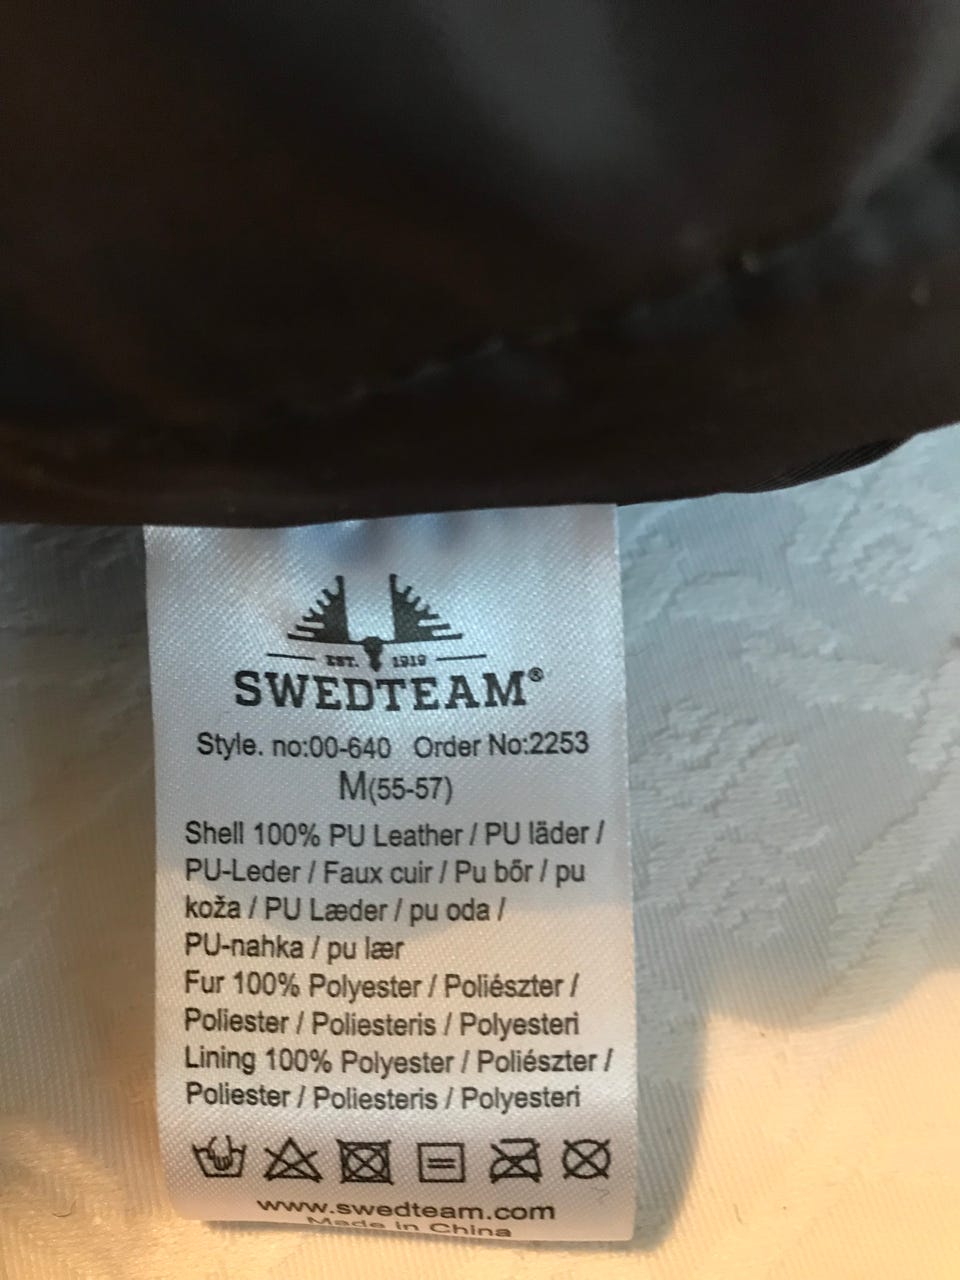 EST. 1919
SWEDTEAM®
Style. no:00-640 Order No:2253
M(55-57)
Shell 100% PU Leather / PU läder /
PU-Leder / Faux cuir / Pu bőr / pu
koža / PU Læder / pu oda /
PU-nahka / pu lær
Fur 100% Polyester / Poliészter /
Poliester / Poliesteris / Polyesteri
Lining 100% Polyester / Poliészter /
Poliester / Poliesteris / Polyesteri
www.swedteam.com
Made in China